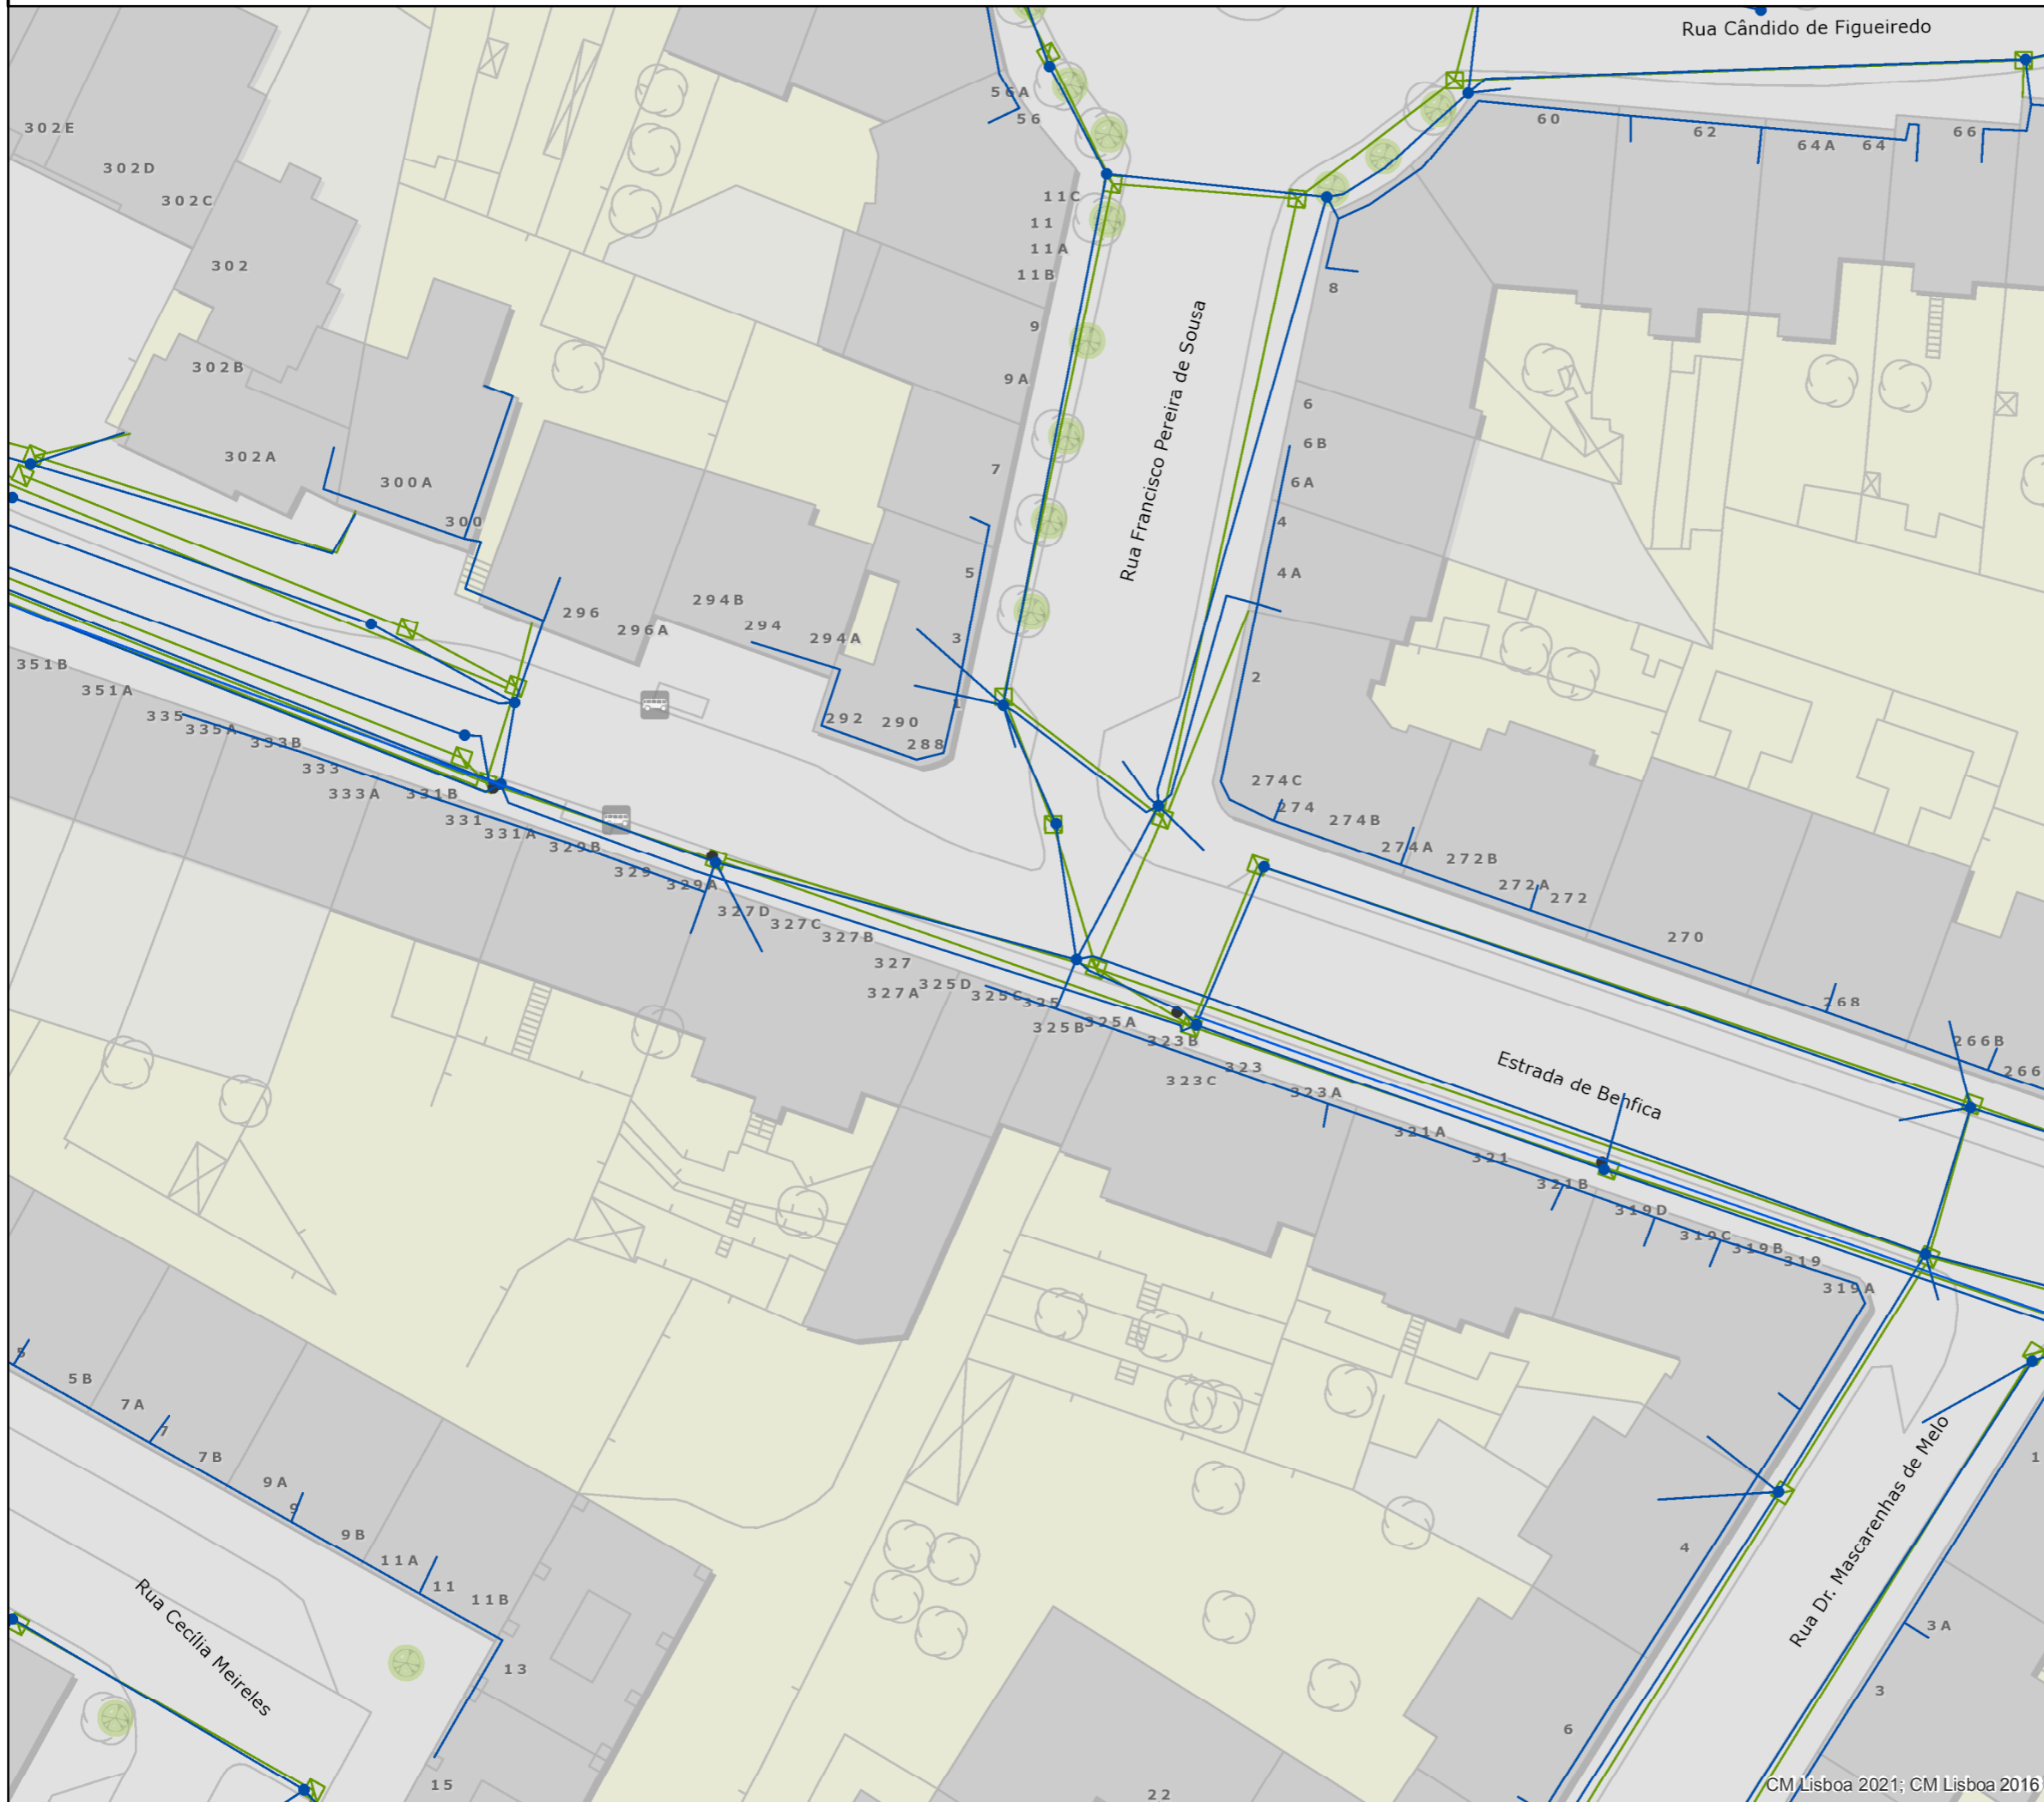 Rua Cândido de Figueiredo
56A
56
60
62
64A
64
66
302E
302D
302C
302
302B
302A
300A
300
11C
11
11A
11B
9
9A
7
5
3
1
Rua Francisco Pereira de Sousa
8
6
6B
6A
4
4A
2
296
296A
294B
294
294A
292
290
288
351B
351A
335
335A
333B
333
333A
331B
331
331A
329B
329
329A
327D
327C
327B
327
327A
325D
325C
325
325B
325A
323B
323C
323
323A
321A
321
321B
319D
319C
319B
319
319A
274C
274
274B
274A
272B
272A
272
270
268
266B
266
Estrada de Benfica
5
5B
7A
7
7B
9A
9
9B
11A
11
11B
13
15
Rua Cecília Meireles
Rua Dr. Mascarenhas de Melo
4
6
1
3A
3
22
CM Lisboa 2021; CM Lisboa 2016